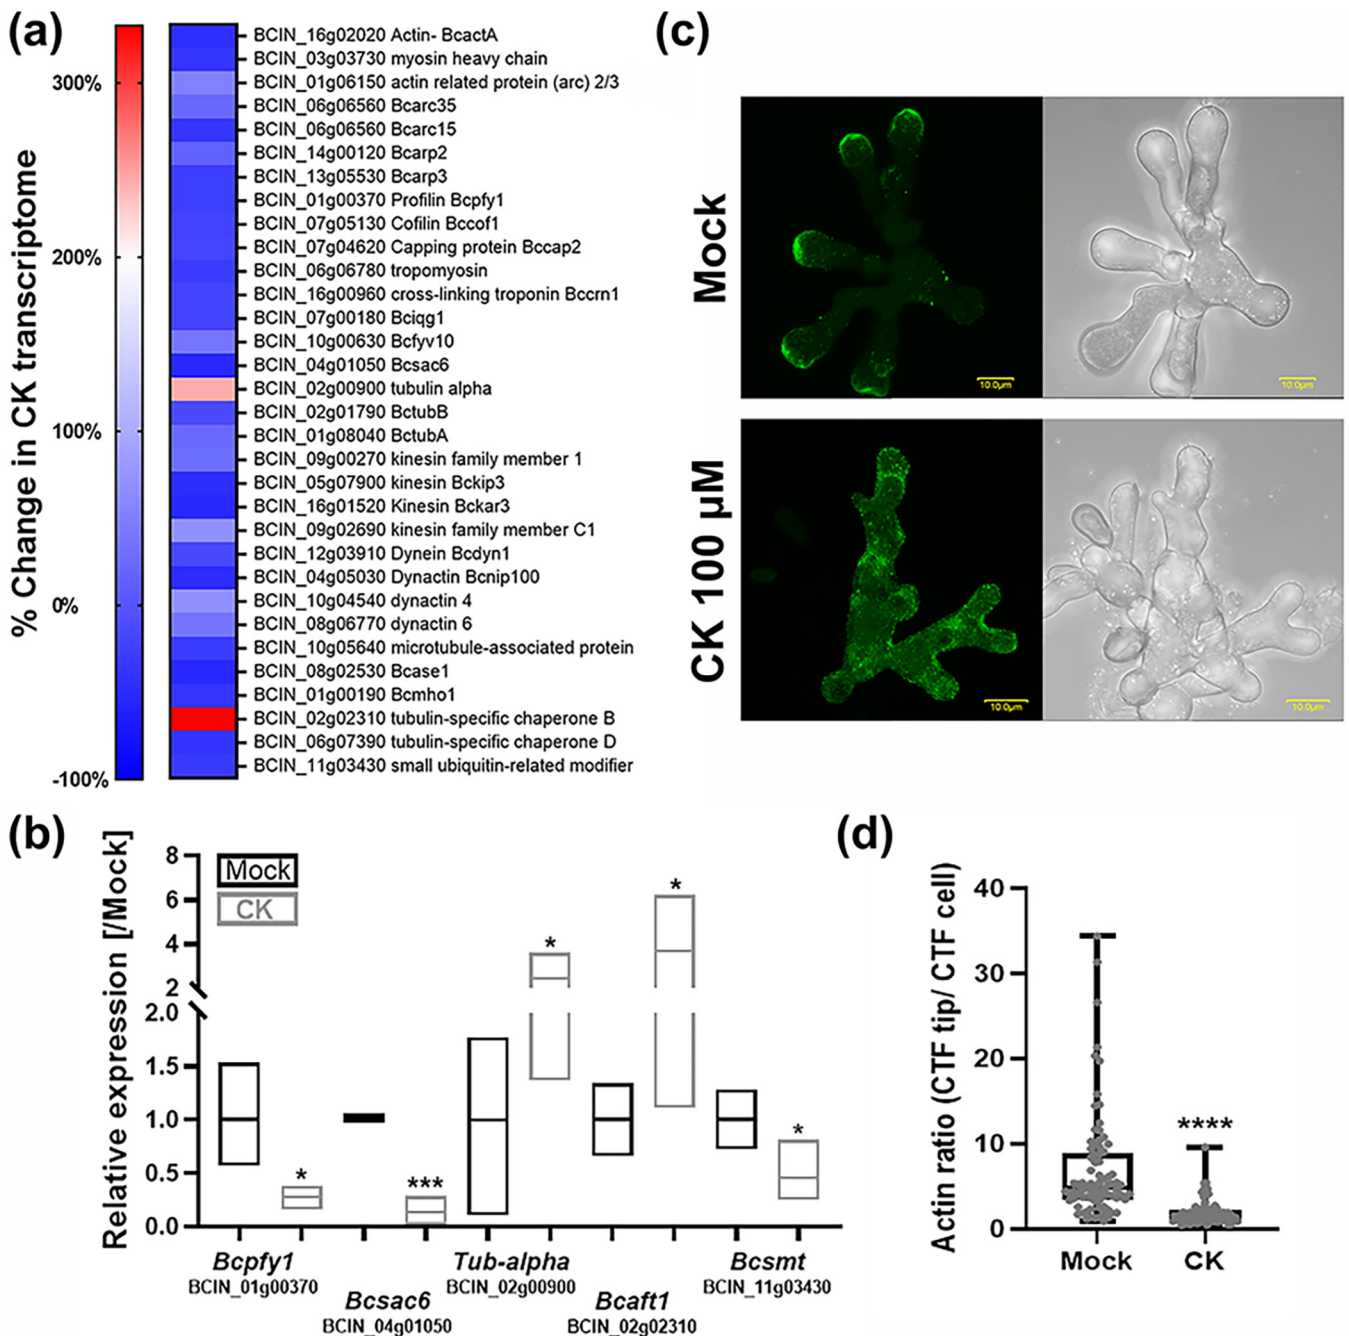 (a)
% Change in CK transcriptome
300%
200%
100%
0%
-100%
BCIN_16g02020 Actin- BcactA
BCIN_03g03730 myosin heavy chain
BCIN_01g06150 actin related protein (arc) 2/3
BCIN_06g06560 Bcarc35
BCIN_06g06560 Bcarc15
BCIN_14g00120 Bcarp2
BCIN_13g05530 Bcarp3
BCIN_01g00370 Profilin Bcpfy1
BCIN_07g05130 Cofilin Bccof1
BCIN_07g04620 Capping protein Bccap2
BCIN_06g06780 tropomyosin
BCIN_16g00960 cross-linking troponin Bccrn1
BCIN_07g00180 Bciqg1
BCIN_10g00630 Bcfyv10
BCIN_04g01050 Bcsac6
BCIN_02g00900 tubulin alpha
BCIN_02g01790 BctubB
BCIN_01g08040 BctubA
BCIN_09g00270 kinesin family member 1
BCIN_05g07900 kinesin Bckip3
BCIN_16g01520 Kinesin Bckar3
BCIN_09g02690 kinesin family member C1
BCIN_12g03910 Dynein Bcdyn1
BCIN_04g05030 Dynactin Bcnip100
BCIN_10g04540 dynactin 4
BCIN_08g06770 dynactin 6
BCIN_10g05640 microtubule-associated protein
BCIN_08g02530 Bcase1
BCIN_01g00190 Bcmho1
BCIN_02g02310 tubulin-specific chaperone B
BCIN_06g07390 tubulin-specific chaperone D
BCIN_11g03430 small ubiquitin-related modifier
(c)
Mock
10.0µm
10.0µm
CK 100 µM
10.0µm
10.0µm
(b)
Relative expression [/Mock]
8
6
4
2
2.0
1.5
1.0
0.5
0.0
Mock
CK
*
***
*
*
*
Bcpfy1
BCIN_01g00370
Bcsac6
BCIN_04g01050
Tub-alpha
BCIN_02g00900
Bcaft1
BCIN_02g02310
Bcsmt
BCIN_11g03430
(d)
Actin ratio (CTF tip/ CTF cell)
40
30
20
10
0
****
Mock
CK